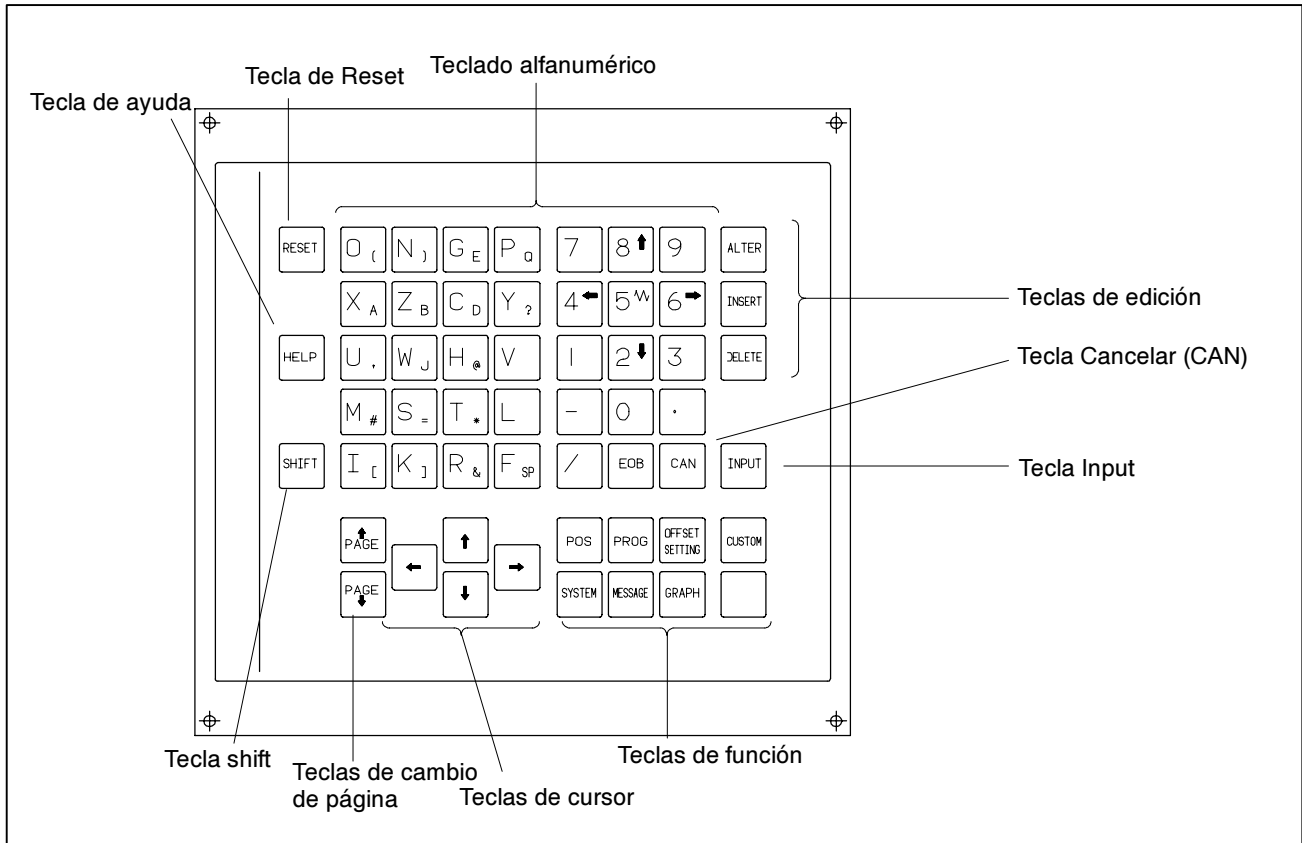 Teclado alfanumérico
Tecla de Reset
Tecla de ayuda
RESET O ( N ) G E P Q 7 8 ⬆ 9 ALTER
X A Z B C D Y ? 4 ⬅ 5 6 ➡ INSERT
Teclas de edición
HELP U , W J H @ V 1 2 ⬇ 3 DELETE
Tecla Cancelar (CAN)
M # S = T * L - 0 .
SHIFT I [ K ] R & F SP / EOB CAN INPUT
Tecla Input
⬆ PAGE ⬆ POS PROG OFFSET SETTING CUSTOM
⬅ ➡
PAGE ⬇ ⬇ SYSTEM MESSAGE GRAPH
Tecla shift
Teclas de cambio
de página
Teclas de cursor
Teclas de función